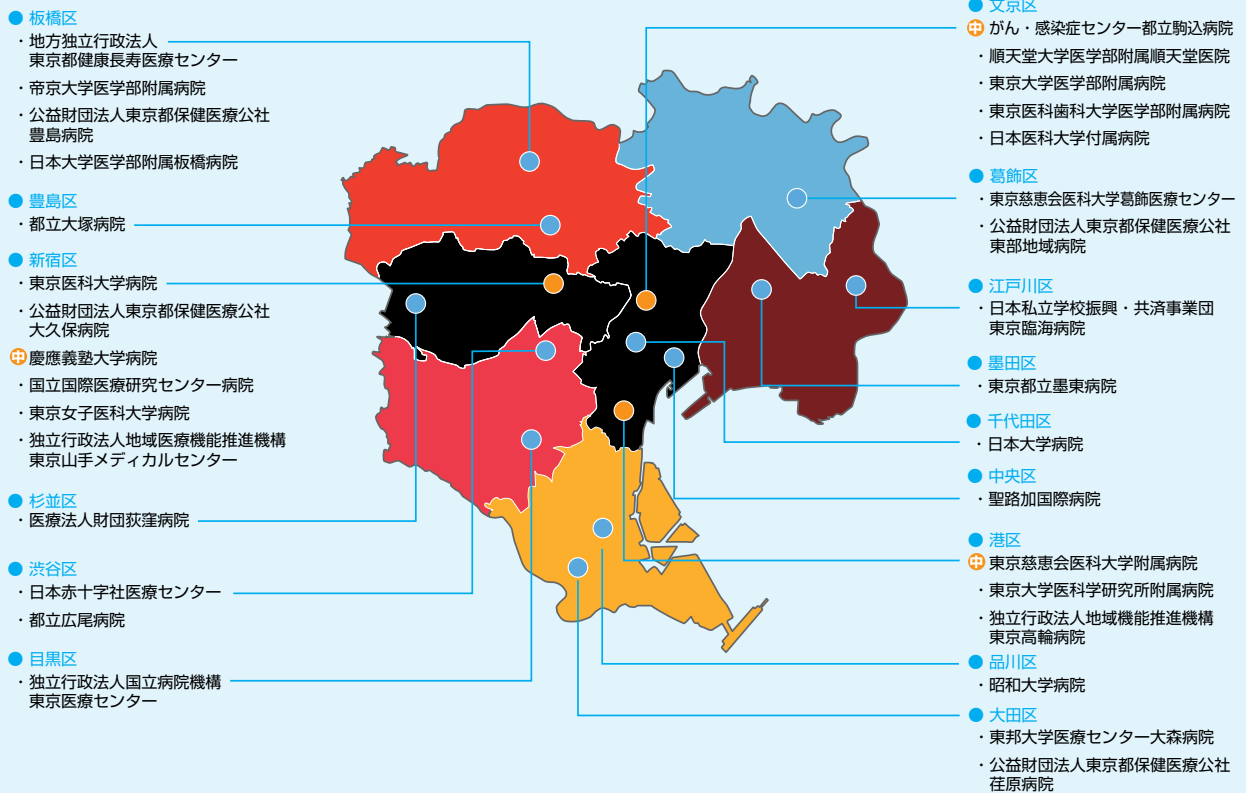 板橋区
・地方独立行政法人
東京都健康長寿医療センター
・帝京大学医学部附属病院
・公益財団法人東京都保健医療公社
豊島病院
・日本大学医学部附属板橋病院
豊島区
・都立大塚病院
新宿区
・東京医科大学病院
・公益財団法人東京都保健医療公社
大久保病院
中 慶應義塾大学病院
・国立国際医療研究センター病院
・東京女子医科大学病院
・独立行政法人地域医療機能推進機構
東京山手メディカルセンター
杉並区
・医療法人財団荻窪病院
渋谷区
・日本赤十字社医療センター
・都立広尾病院
目黒区
・独立行政法人国立病院機構
東京医療センター
文京区
中 がん・感染症センター都立駒込病院
・順天堂大学医学部附属順天堂医院
・東京大学医学部附属病院
・東京医科歯科大学医学部附属病院
・日本医科大学付属病院
葛飾区
・東京慈恵会医科大学葛飾医療センター
・公益財団法人東京都保健医療公社
東部地域病院
江戸川区
・日本私立学校振興・共済事業団
東京臨海病院
墨田区
・東京都立墨東病院
千代田区
・日本大学病院
中央区
・聖路加国際病院
港区
中 東京慈恵会医科大学附属病院
・東京大学医科学研究所附属病院
・独立行政法人地域機能推進機構
東京高輪病院
品川区
・昭和大学病院
大田区
・東邦大学医療センター大森病院
・公益財団法人東京都保健医療公社
荏原病院